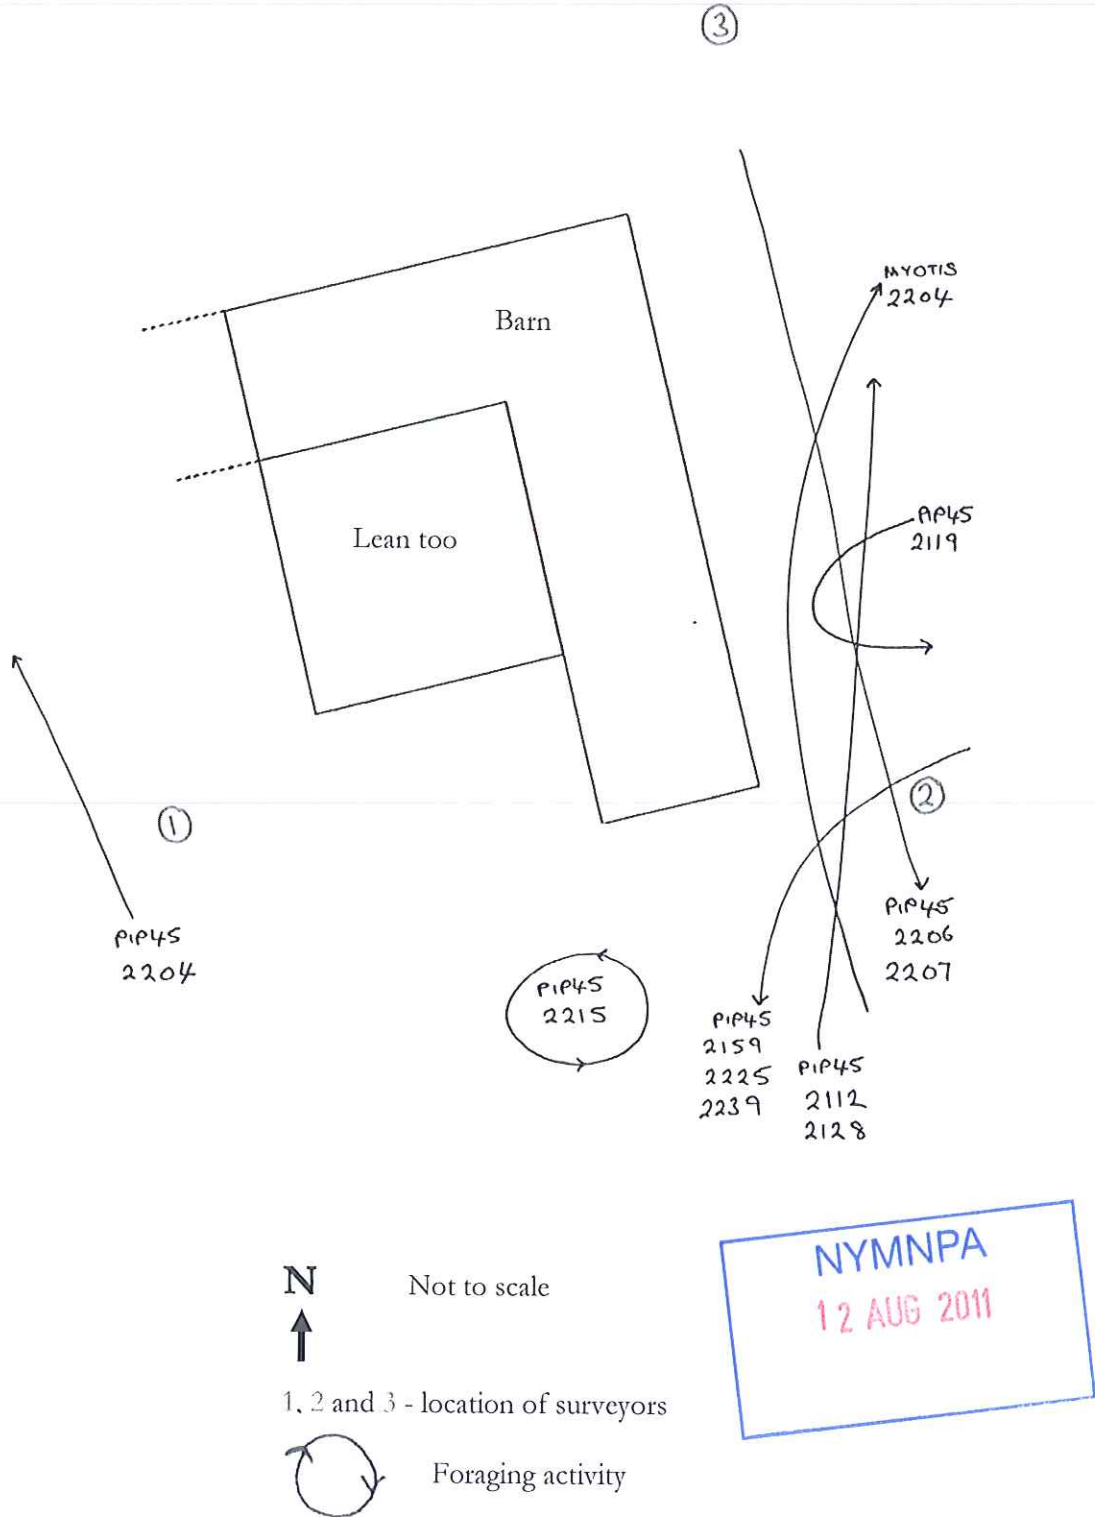 3
MYOTIS
2204
Barn
AP45
2119
Lean too
2
1
PIP45
2204
PIP45
2206
2207
PIP45
2215
PIP45
2159
2225
2239
PIP45
2112
2128
N
Not to scale
NYMNPA
12 AUG 2011
1, 2 and 3 - location of surveyors
Foraging activity